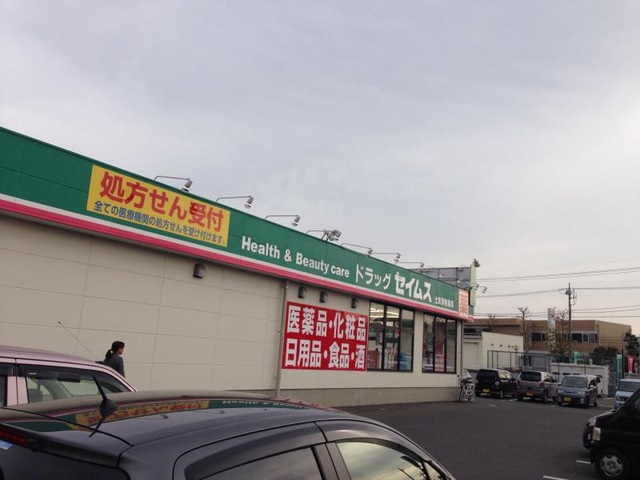 処方せん受付
全ての医療機関の処方せんを受け付けます
Health & Beauty care ドラッグ セイムス
医薬品・化粧品
日用品・食品・酒